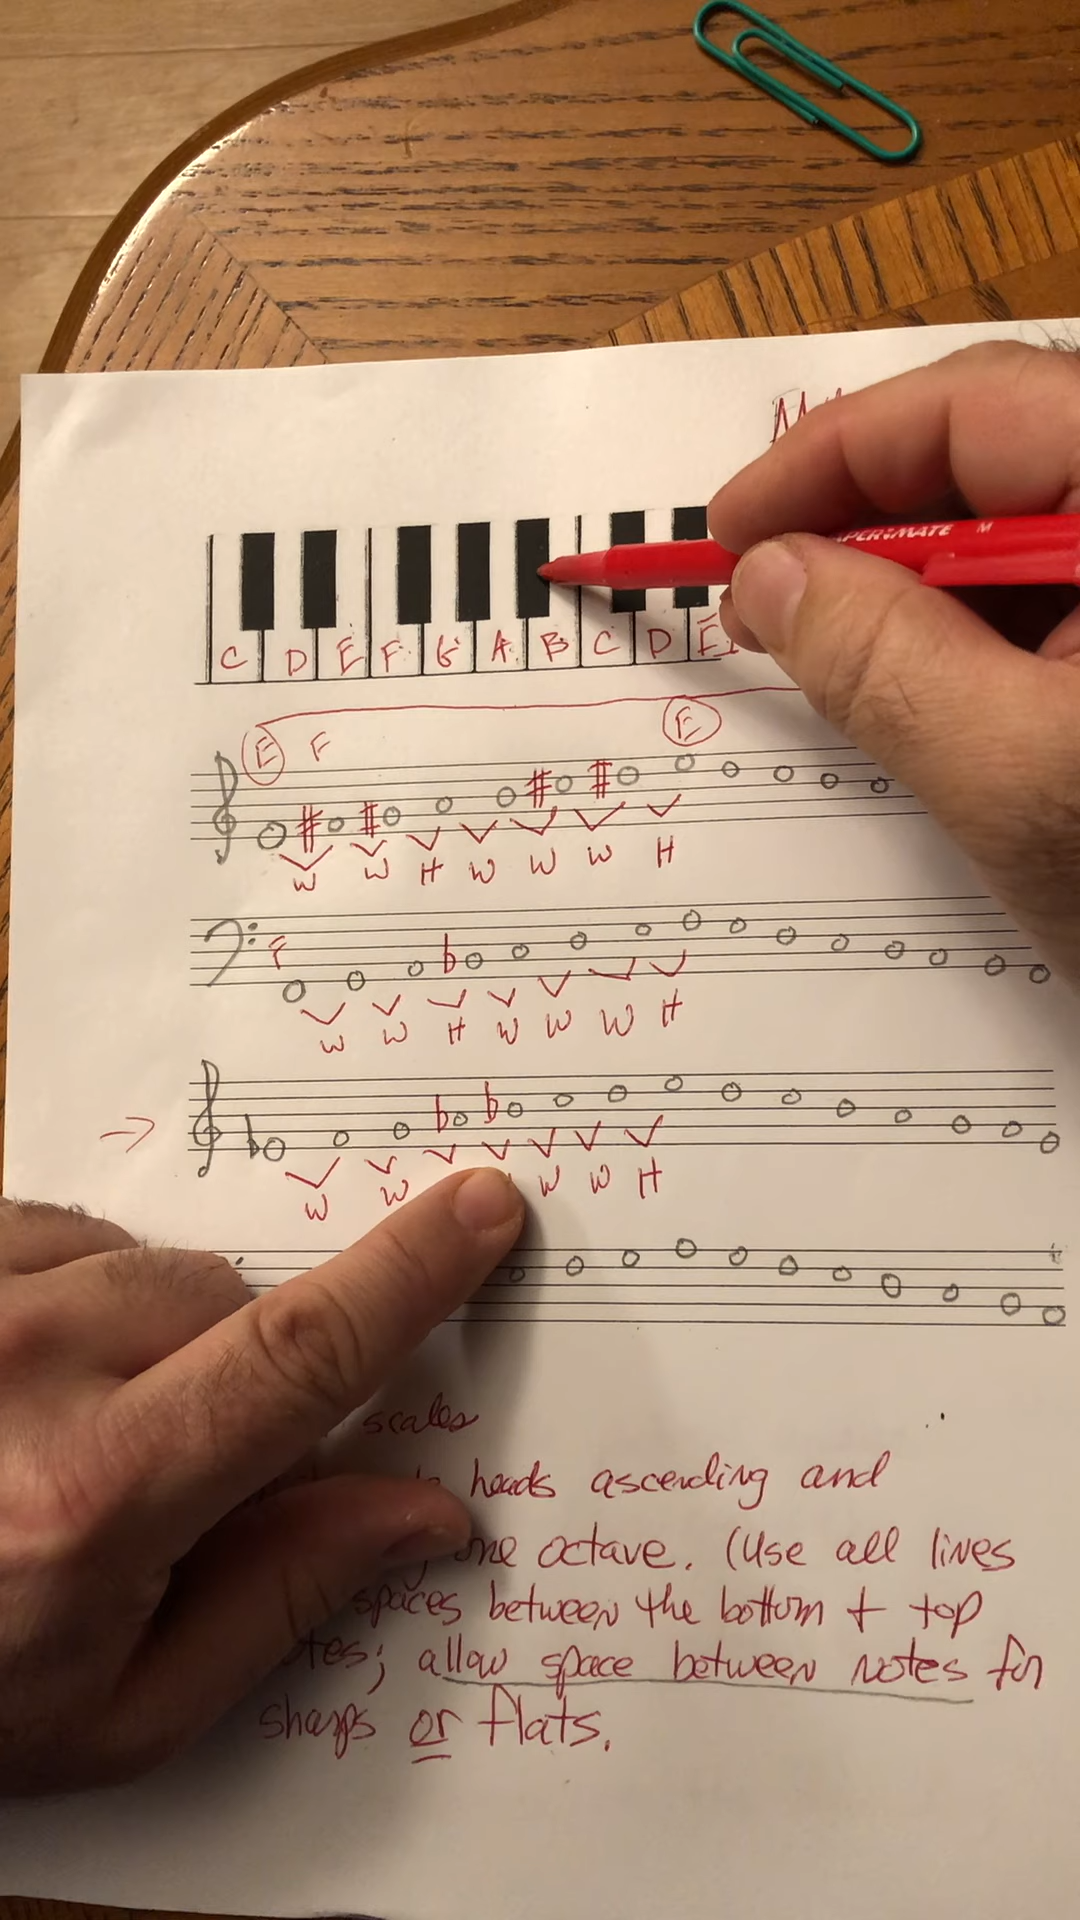 PAPERMATE M
C D E F G A B C D E
E F E
W W H W W W H
F
W W H W W W H
W W W W H
scales
heads ascending and
one octave. (Use all lines
spaces between the bottom + top
allow space between notes for
sharps or flats.